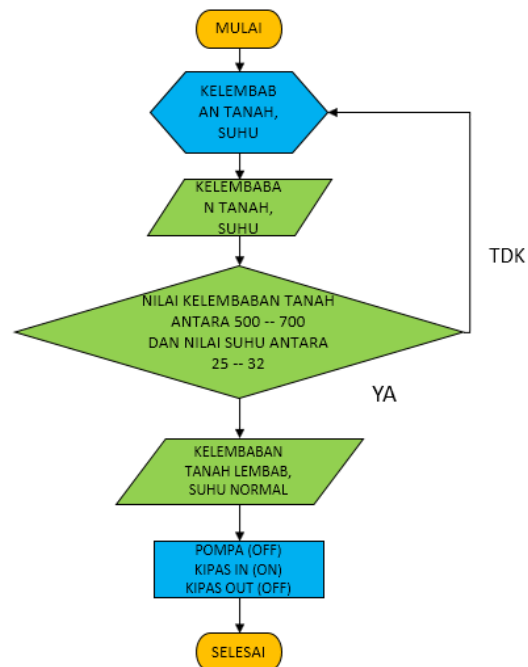 MULAI
KELEMBAB
AN TANAH,
SUHU
KELEMBABA
N TANAH,
SUHU
NILAI KELEMBABAN TANAH
ANTARA 500 -- 700
DAN NILAI SUHU ANTARA
25 -- 32
TDK
YA
KELEMBABAN
TANAH LEMBAB,
SUHU NORMAL
POMPA (OFF)
KIPAS IN (ON)
KIPAS OUT (OFF)
SELESAI